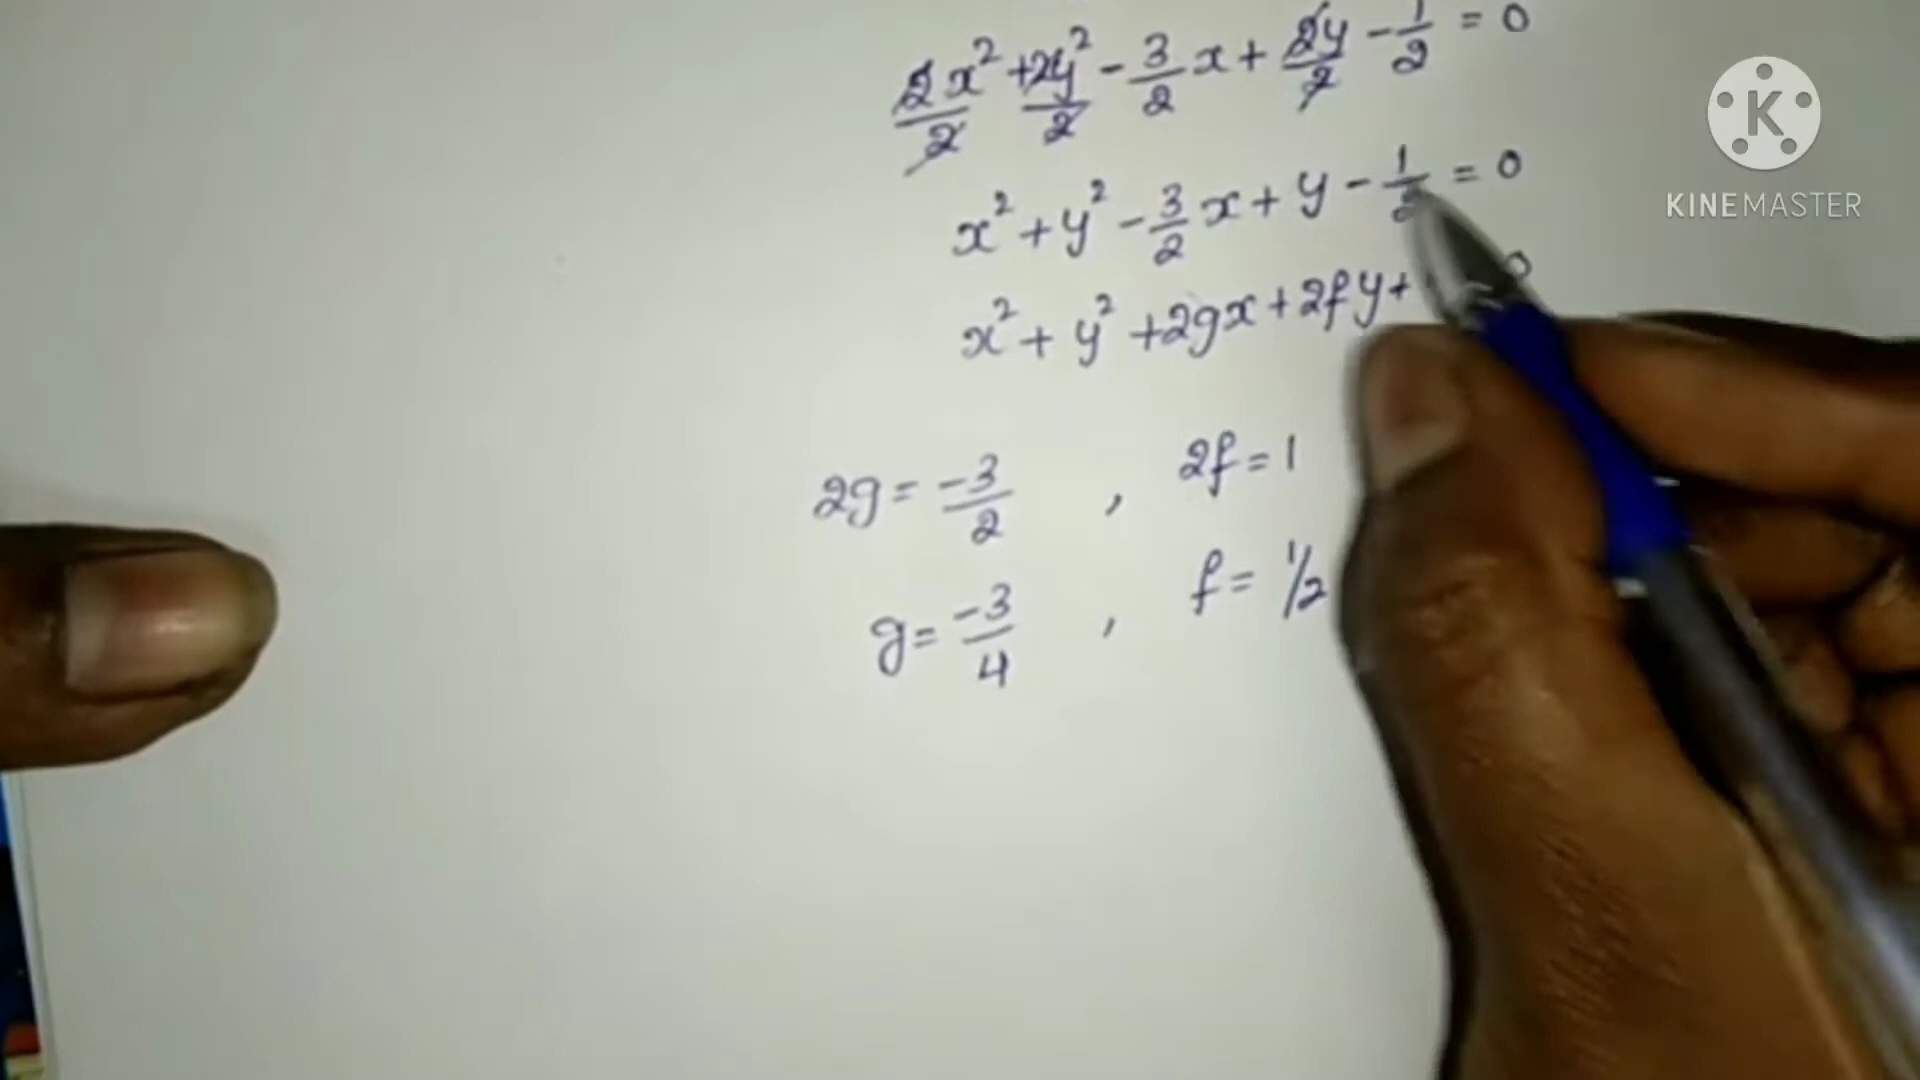 2x²/2 + 2y²/2 - 3/2 x + 2y/2 - 1/2 = 0
x² + y² - 3/2 x + y - 1/2 = 0
x² + y² + 2gx + 2fy + 0
2g = -3/2 , 2f = 1
g = -3/4 , f = 1/2
K
KINEMASTER